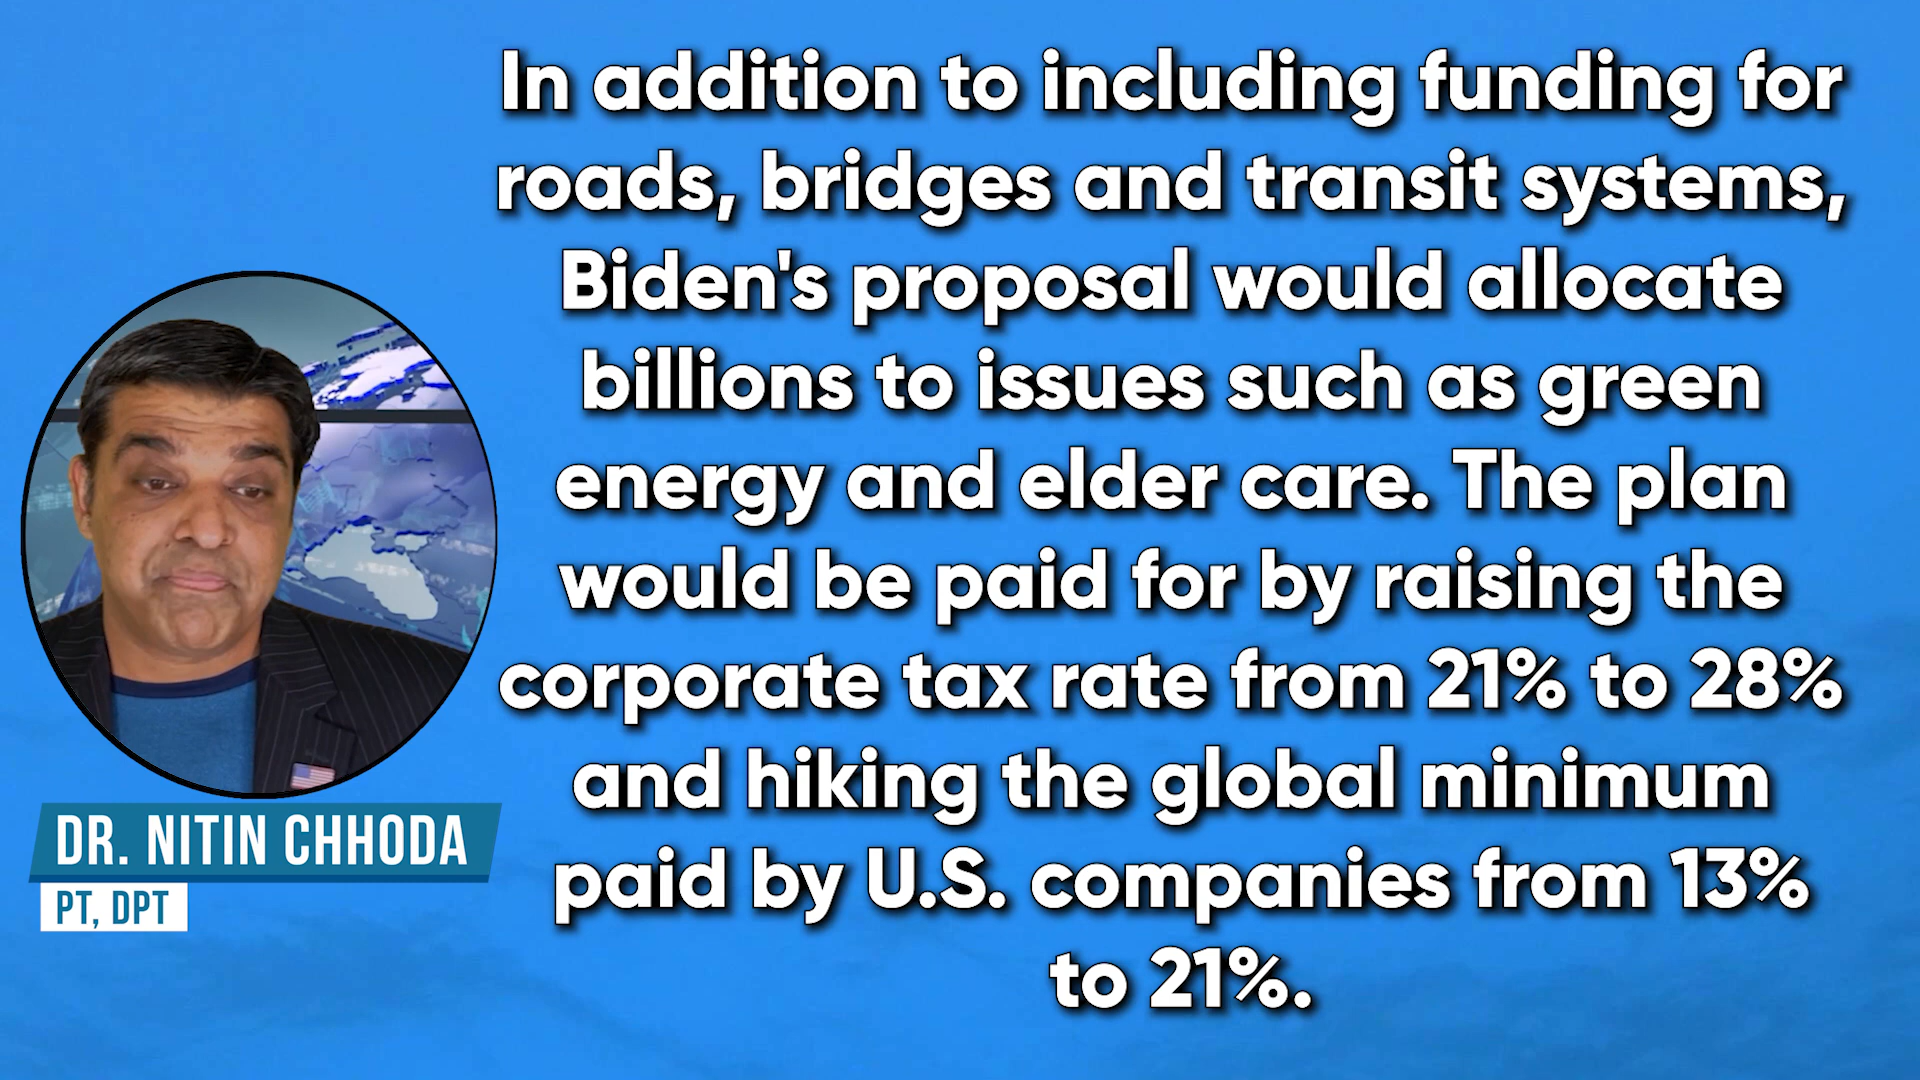 In addition to including funding for
roads, bridges and transit systems,
Biden's proposal would allocate
billions to issues such as green
energy and elder care. The plan
would be paid for by raising the
corporate tax rate from 21% to 28%
and hiking the global minimum
paid by U.S. companies from 13%
to 21%.
DR. NITIN CHHODA
PT, DPT